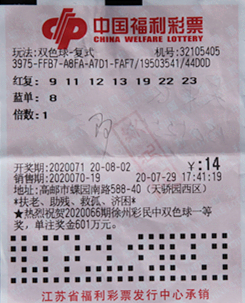 中国福利彩票
CHINA WELFARE LOTTERY
玩法:双色球-复式 机号:32105405
3975-FFB7-A8FA-A7D1-FAF7/19503541/44D0D
红复: 9 11 12 13 19 22 23
蓝单: 8
倍数: 1
开奖期:2020071 20-08-02 ¥:14
销售期:2020070-19 20-07-29 17:41:19
地址:高邮市蝶园南路588-40(天骄园西区)
*扶老、助残、救孤、济困*
★热烈祝贺2020066期徐州彩民中双色球一等
奖,单注奖金601万元。
江苏省福利彩票发行中心承销